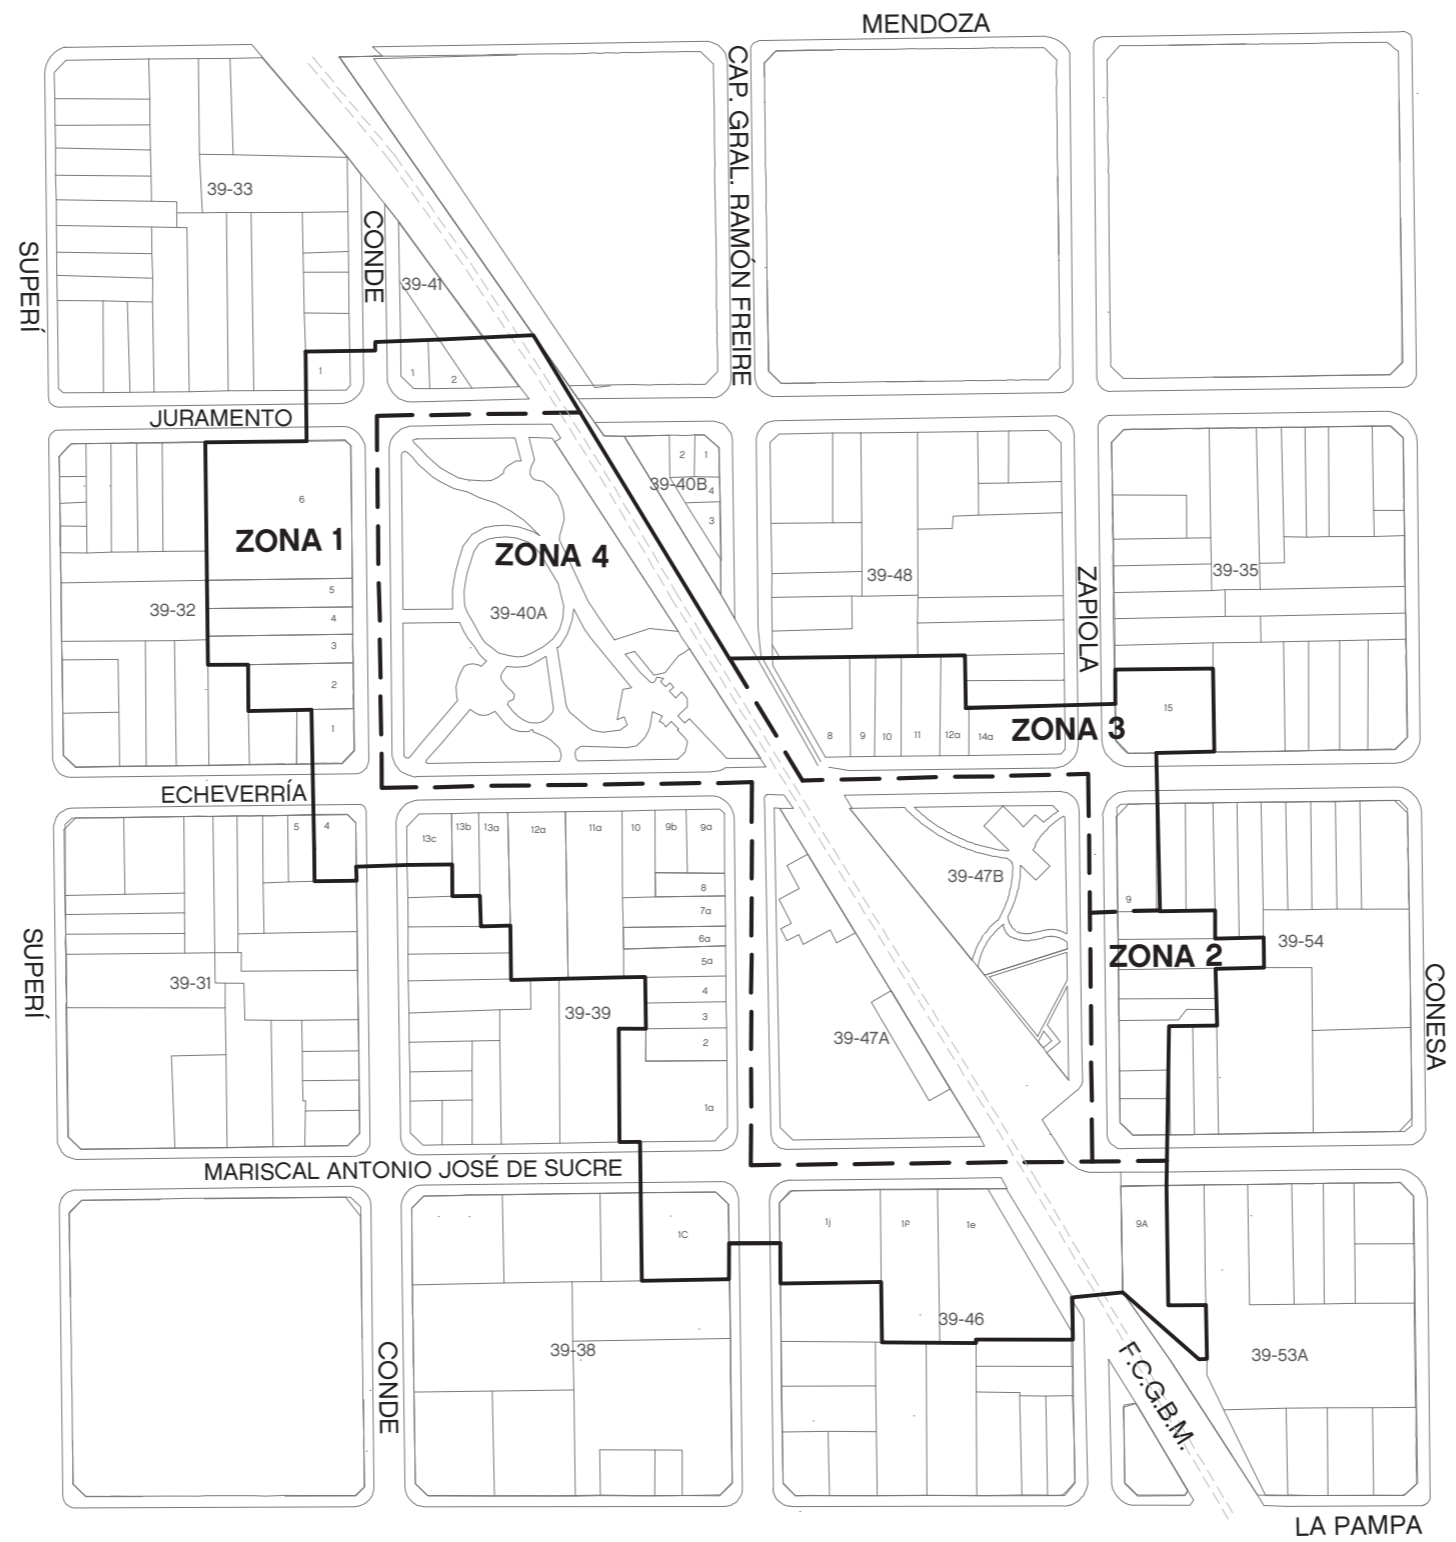 MENDOZA
CAP. GRAL. RAMÓN FREIRE
39-33
SUPERÍ
CONDE
39-41
1
1
2
JURAMENTO
2
1
39-40B
4
3
6
ZONA 1
ZONA 4
39-48
39-35
ZAPIOLA
39-32
5
4
3
2
1
39-40A
15
ZONA 3
8
9
10
11
12a
14a
ECHEVERRÍA
5
4
13c
13b
13a
12a
11a
10
9b
9a
8
7a
6a
5a
4
3
2
1a
39-47B
9
ZONA 2
39-54
SUPERÍ
39-31
39-39
39-47A
CONESA
MARISCAL ANTONIO JOSÉ DE SUCRE
1C
1j
1f
1e
9A
39-46
39-38
CONDE
39-53A
F.C.G.B.M.
LA PAMPA